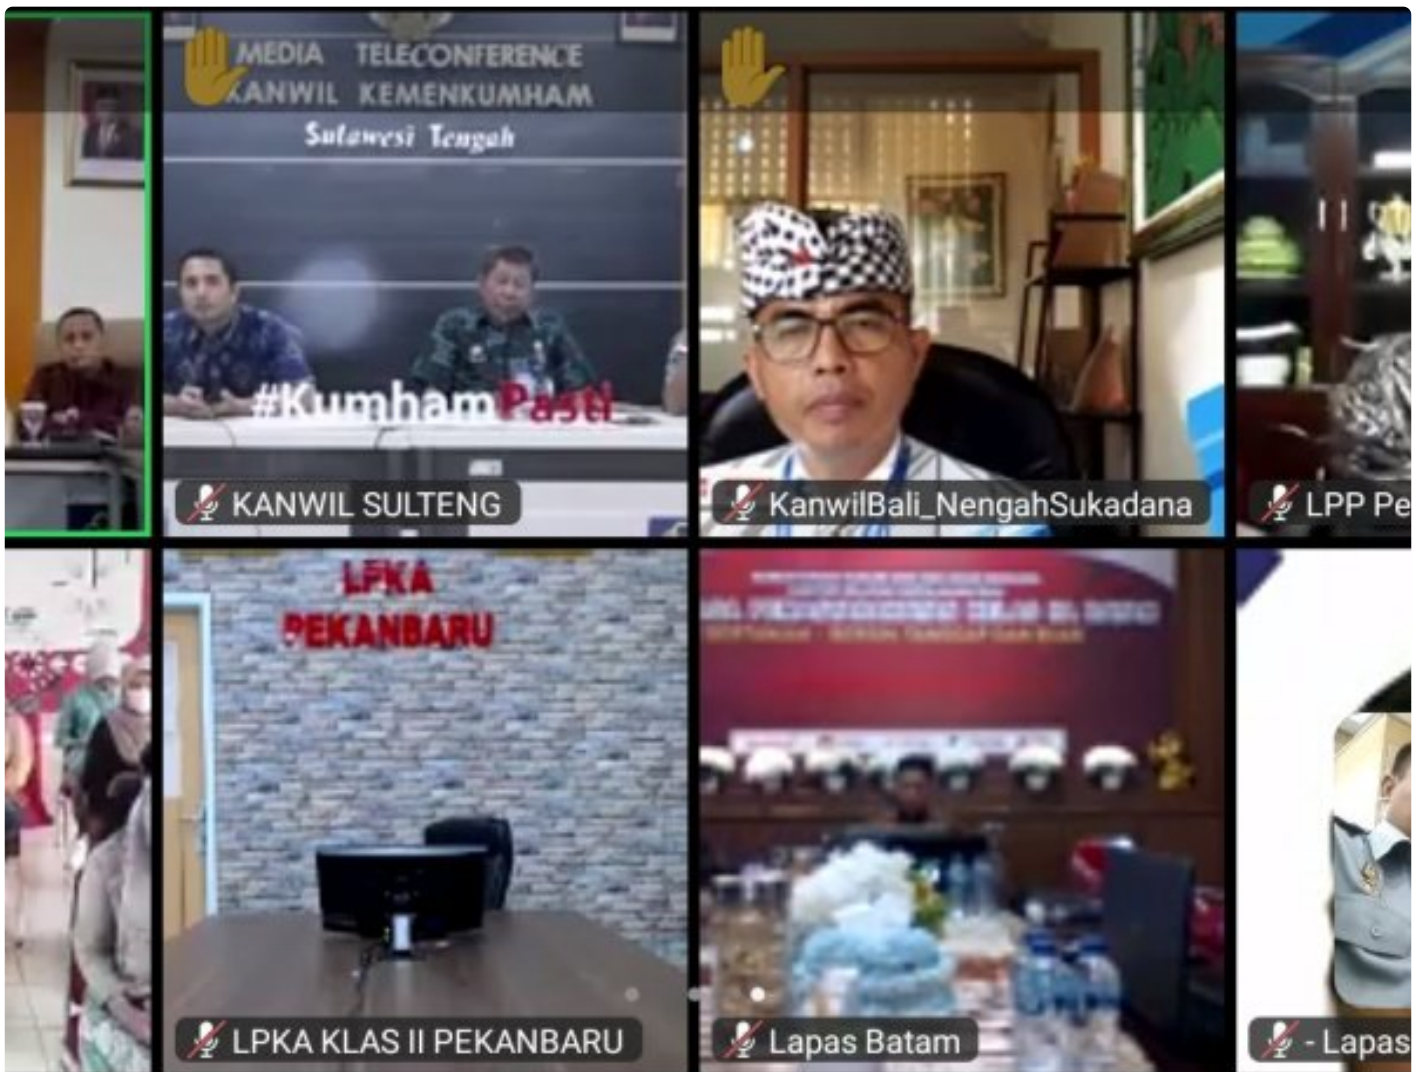 MEDIA TELECONFERENCE
KANWIL KEMENKUMHAM
Sulawesi Tengah
#KumhamPasti
KANWIL SULTENG
KanwilBali_NengahSukadana
LPP Pe
LPKA
PEKANBARU
LPKA KLAS II PEKANBARU
Lapas Batam
- Lapas